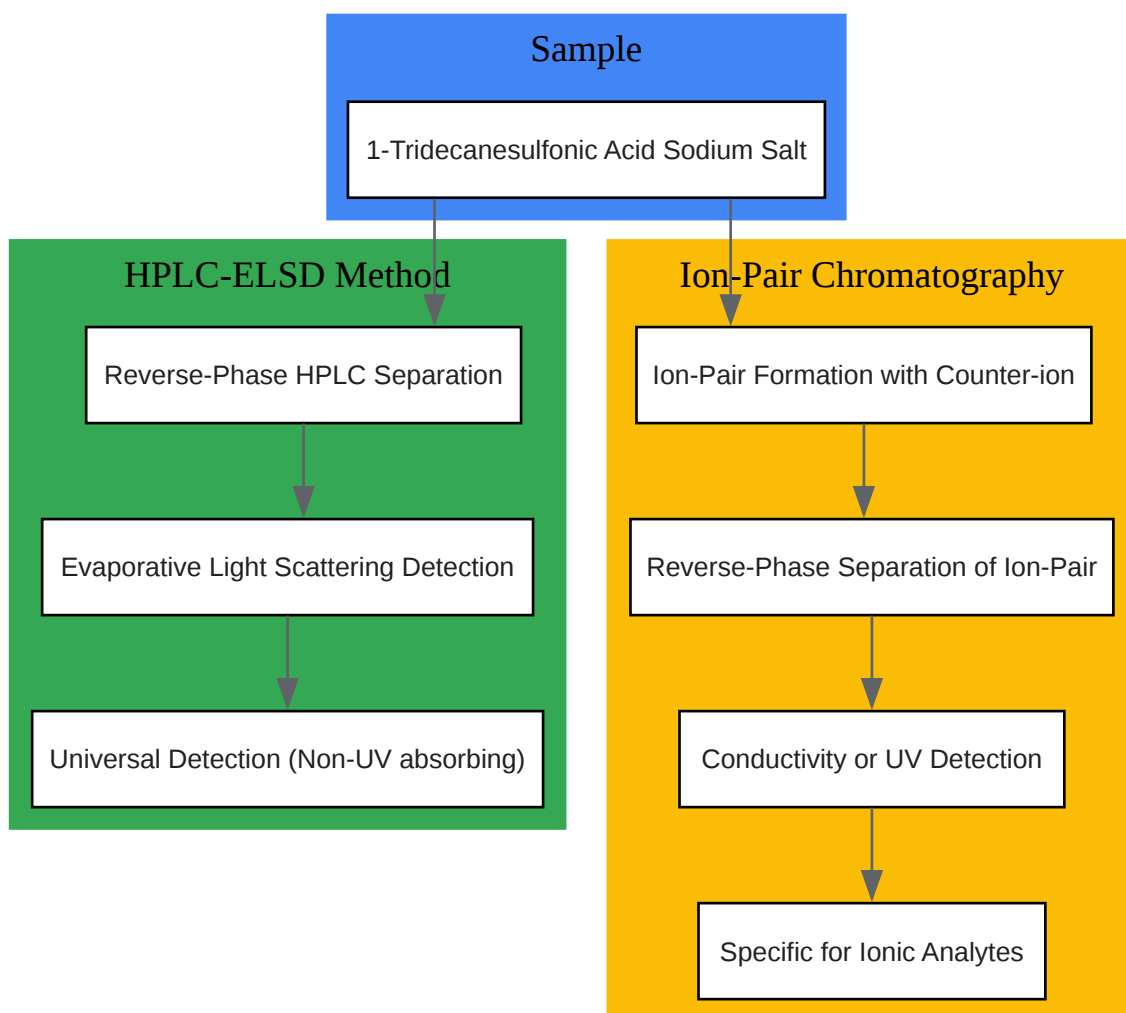 Sample
1-Tridecanesulfonic Acid Sodium Salt
HPLC-ELSD Method
Reverse-Phase HPLC Separation
Evaporative Light Scattering Detection
Universal Detection (Non-UV absorbing)
Ion-Pair Chromatography
Ion-Pair Formation with Counter-ion
Reverse-Phase Separation of Ion-Pair
Conductivity or UV Detection
Specific for Ionic Analytes